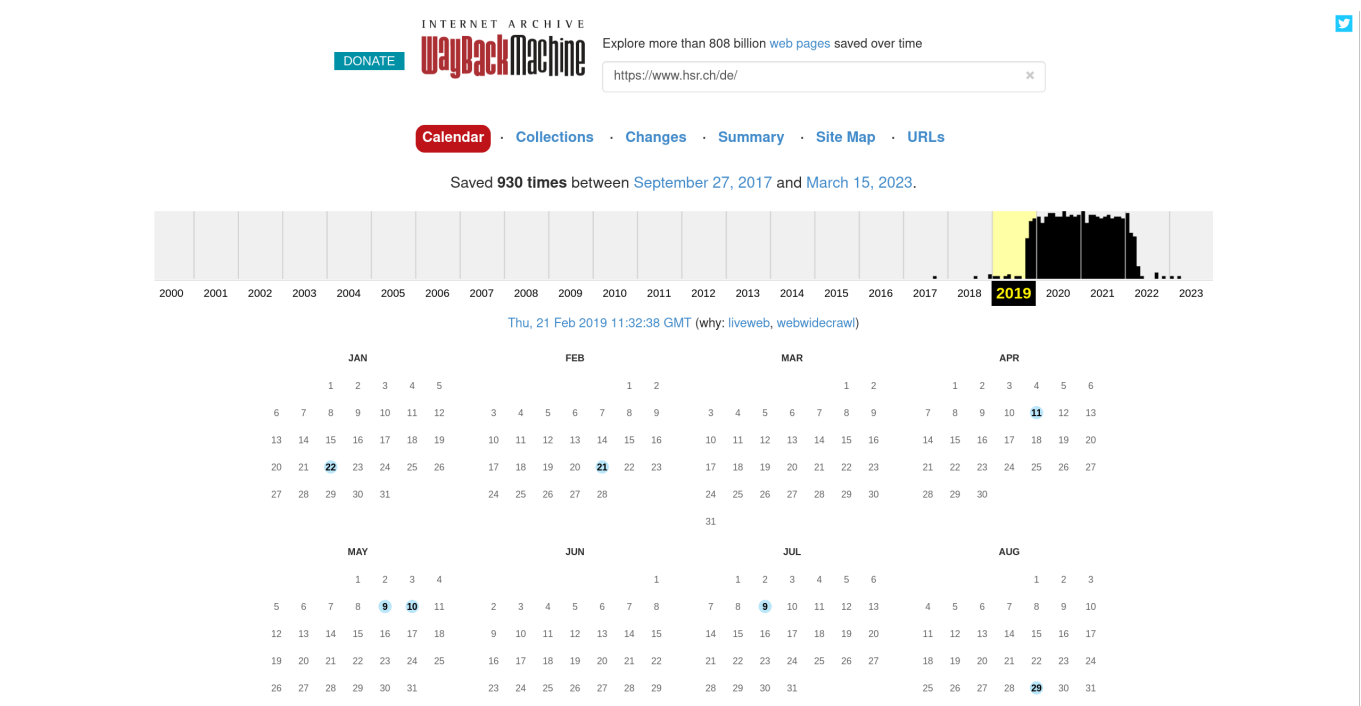 INTERNET ARCHIVE
WayBackMachine
DONATE
Explore more than 808 billion web pages saved over time
https://www.hsr.ch/de/ ×
Calendar · Collections · Changes · Summary · Site Map · URLs
Saved 930 times between September 27, 2017 and March 15, 2023.
2000 2001 2002 2003 2004 2005 2006 2007 2008 2009 2010 2011 2012 2013 2014 2015 2016 2017 2018 2019 2020 2021 2022 2023
Thu, 21 Feb 2019 11:32:38 GMT (why: liveweb, webwidecrawl)
JAN
1 2 3 4 5
6 7 8 9 10 11 12
13 14 15 16 17 18 19
20 21 22 23 24 25 26
27 28 29 30 31
FEB
1 2
3 4 5 6 7 8 9
10 11 12 13 14 15 16
17 18 19 20 21 22 23
24 25 26 27 28
MAR
1 2
3 4 5 6 7 8 9
10 11 12 13 14 15 16
17 18 19 20 21 22 23
24 25 26 27 28 29 30
31
APR
1 2 3 4 5 6
7 8 9 10 11 12 13
14 15 16 17 18 19 20
21 22 23 24 25 26 27
28 29 30
MAY
1 2 3 4
5 6 7 8 9 10 11
12 13 14 15 16 17 18
19 20 21 22 23 24 25
26 27 28 29 30 31
JUN
1
2 3 4 5 6 7 8
9 10 11 12 13 14 15
16 17 18 19 20 21 22
23 24 25 26 27 28 29
JUL
1 2 3 4 5 6
7 8 9 10 11 12 13
14 15 16 17 18 19 20
21 22 23 24 25 26 27
28 29 30 31
AUG
1 2 3
4 5 6 7 8 9 10
11 12 13 14 15 16 17
18 19 20 21 22 23 24
25 26 27 28 29 30 31